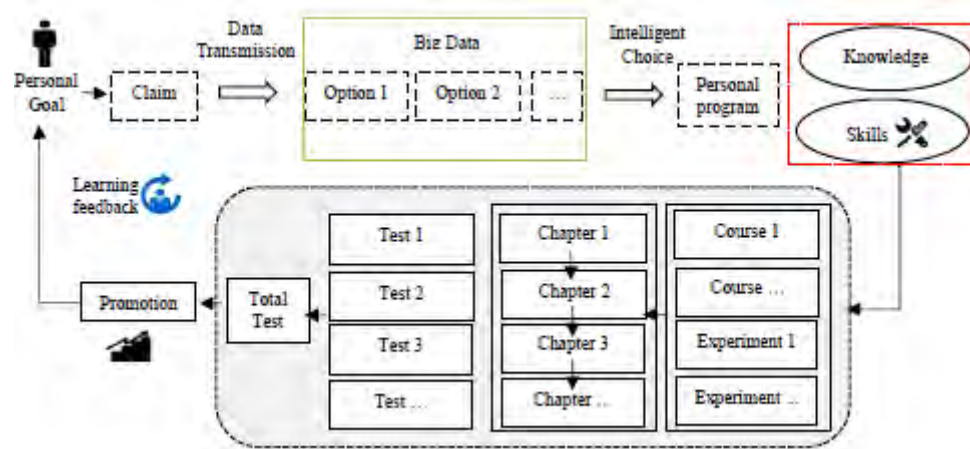 Data
Transmission
Big Data
Intelligent
Choice
Knowledge
Personal
Goal
Claim
Option 1
Option 2
...
Personal
program
Skills
Learning
feedback
Test 1
Chapter 1
Course 1
Promotion
Total
Test
Test 2
Chapter 2
Course ...
Test 3
Chapter 3
Experiment 1
Test ...
Chapter ...
Experiment ...